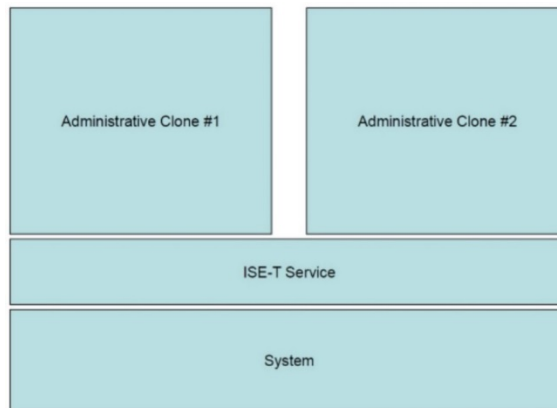 Administrative Clone #1
Administrative Clone #2
ISE-T Service
System